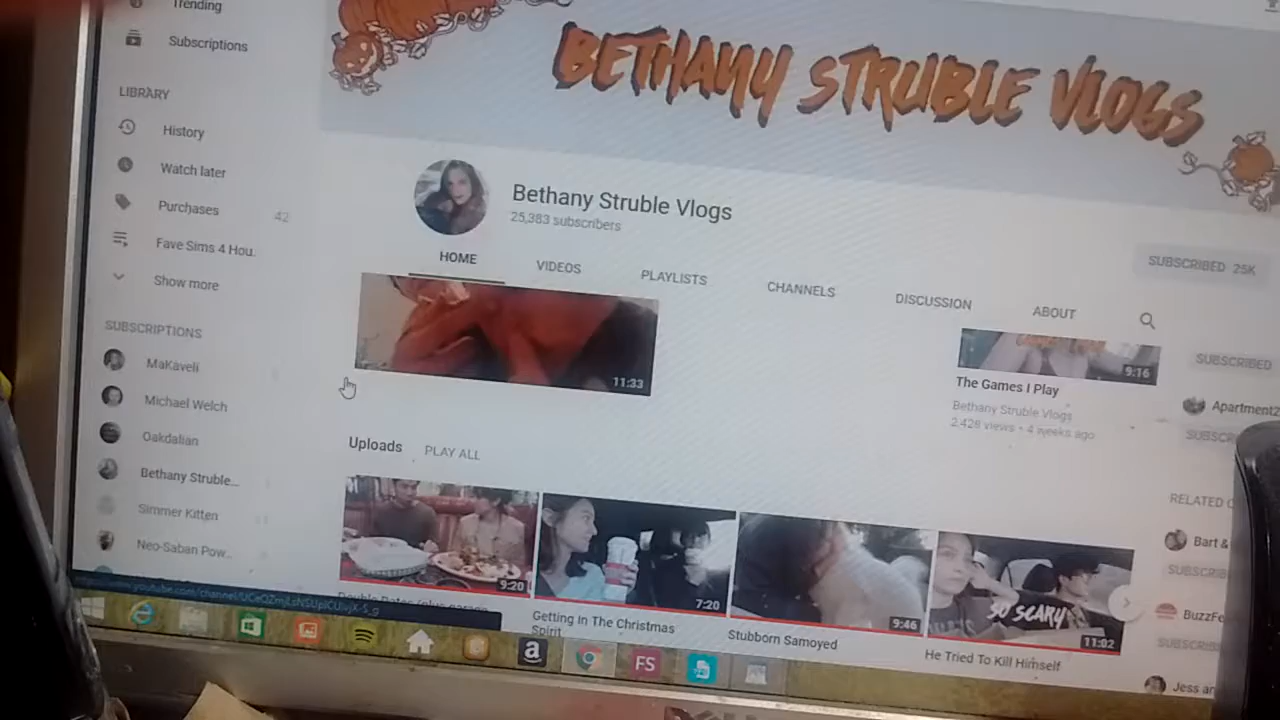 Trending
Subscriptions
LIBRARY
History
Watch later
Purchases 42
Fave Sims 4 Hou.
Show more
SUBSCRIPTIONS
MaKaveli
Michael Welch
Oakdalian
Bethany Struble...
Simmer Kitten
Neo-Saban Pow...
BETHANY STRUBLE VLOGS
Bethany Struble Vlogs
25,383 subscribers
SUBSCRIBED 25K
HOME VIDEOS PLAYLISTS CHANNELS DISCUSSION ABOUT
11:33
9:16
The Games I Play
Bethany Struble Vlogs
2,428 views • 4 weeks ago
SUBSCRIBED
Uploads PLAY ALL
9:20
7:20
Getting In The Christmas
Spirit
9:46
Stubborn Samoyed
SO SCARY
11:02
He Tried To Kill Himself
RELATED
Bart &
Jess
a
FS